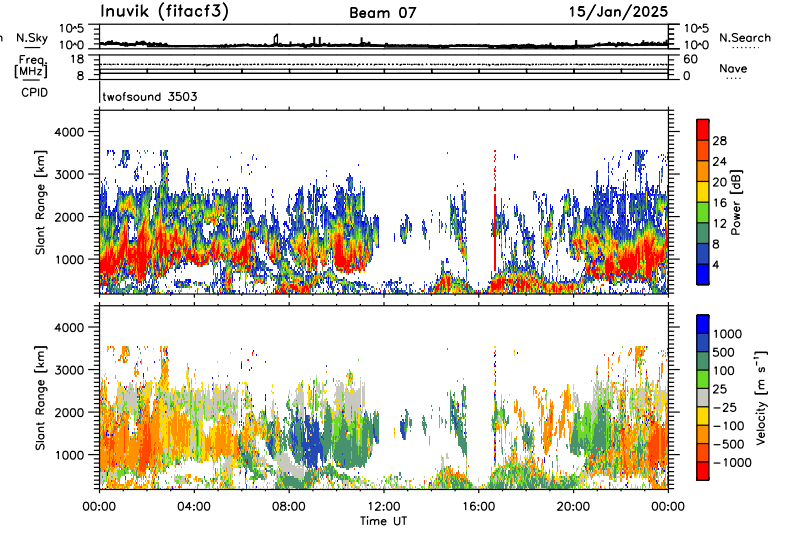 Inuvik (fitacf3) Beam 07 15/Jan/2025
N.Sky 10^5 10^5 N.Search
10^0 10^0
Freq. 18 60 Nave
[MHz] 8 0
CPID twofsound 3503
Slant Range [km]
4000
3000
2000
1000
Power [dB]
28
24
20
16
12
8
4
Slant Range [km]
4000
3000
2000
1000
Velocity [m s⁻¹]
1000
500
100
25
−25
−100
−500
−1000
00:00 04:00 08:00 12:00 16:00 20:00 00:00
Time UT